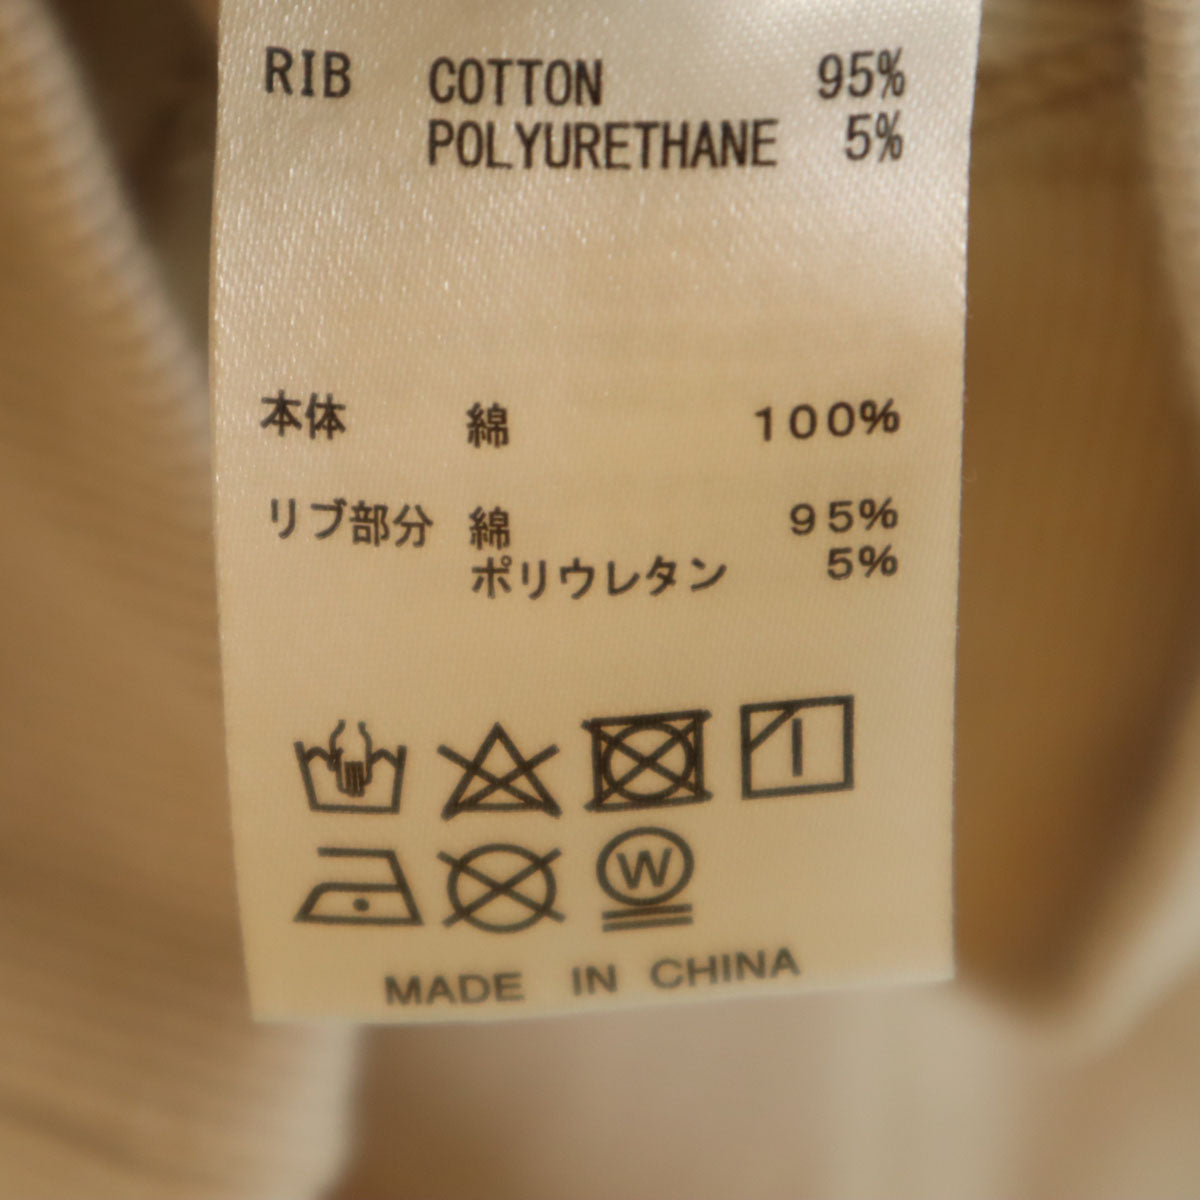 RIB COTTON 95%
POLYURETHANE 5%
本体 綿 100%
リブ部分 綿 95%
ポリウレタン 5%
W
MADE IN CHINA